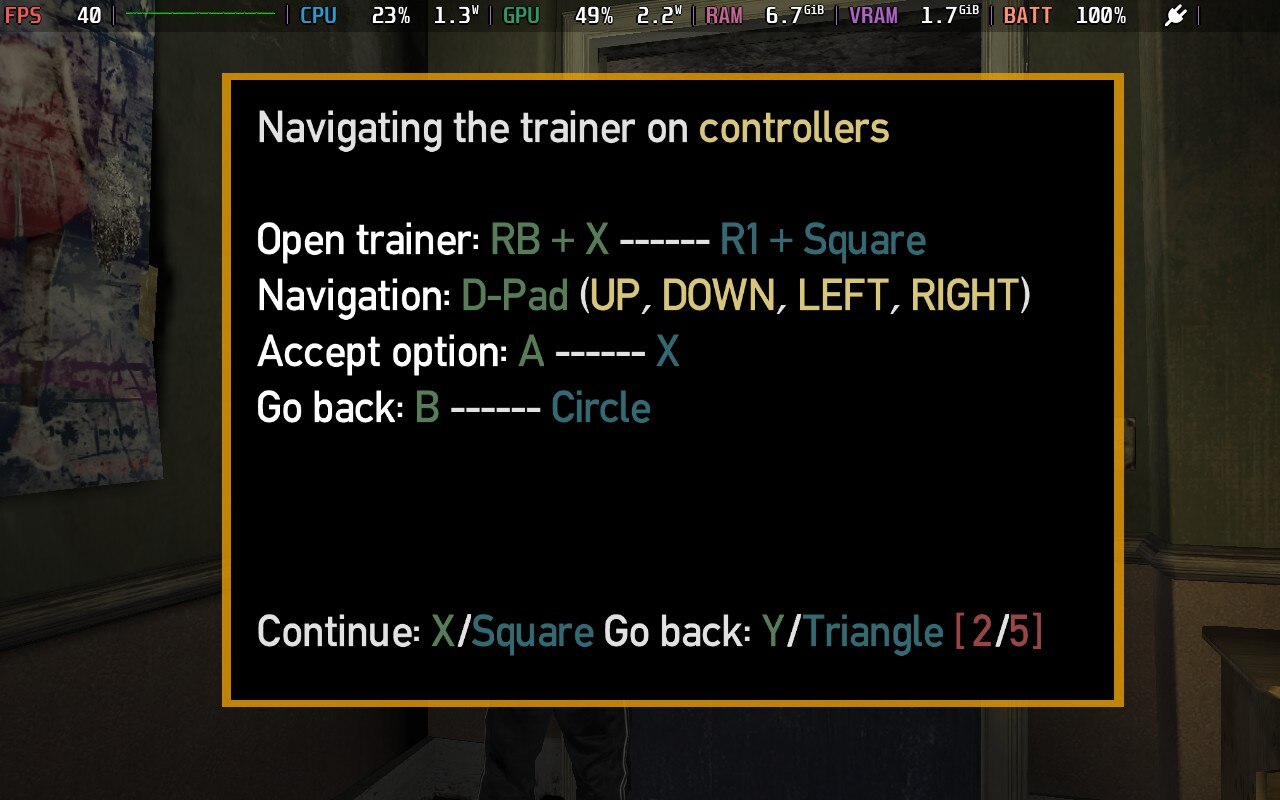 FPS 40 | CPU 23% 1.3W | GPU 49% 2.2W | RAM 6.7GiB | VRAM 1.7GiB | BATT 100% |
Navigating the trainer on controllers
Open trainer: RB + X ------ R1 + Square
Navigation: D-Pad (UP, DOWN, LEFT, RIGHT)
Accept option: A ------ X
Go back: B ------ Circle
Continue: X/Square Go back: Y/Triangle [2/5]